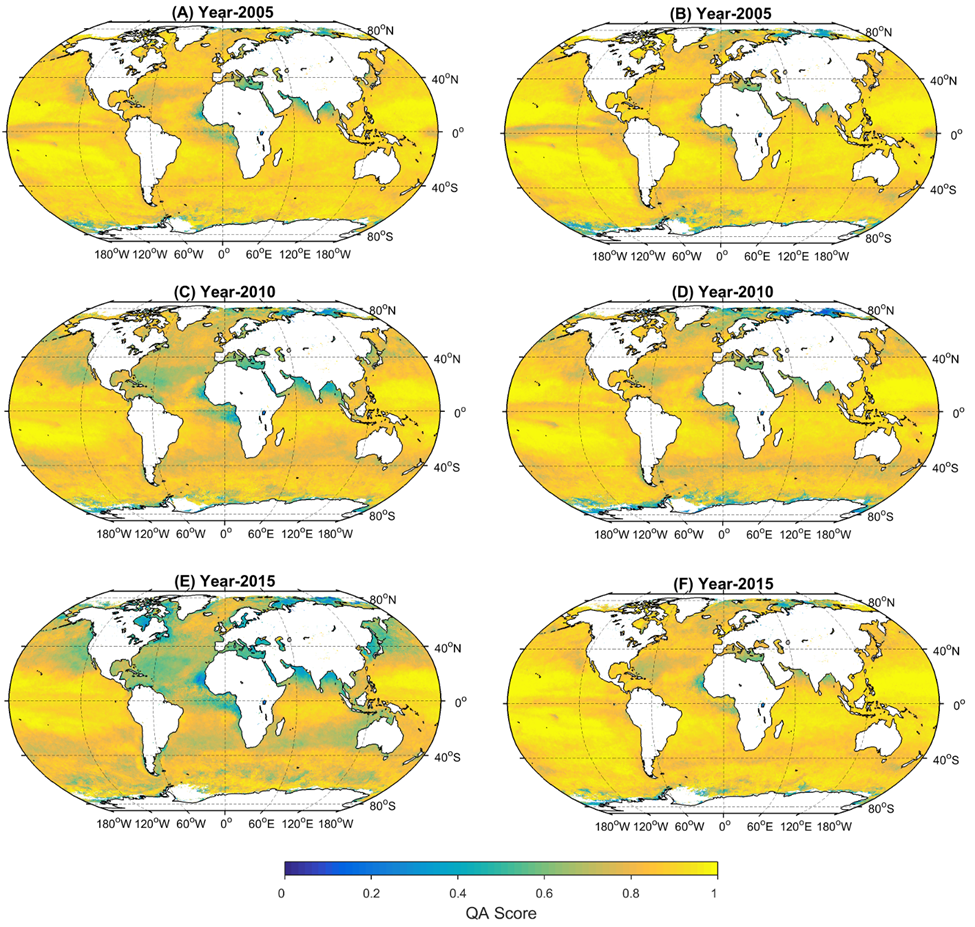 (A) Year-2005
(B) Year-2005
80°N
80°N
40°N
40°N
0°
0°
40°S
40°S
80°S
80°S
180°W 120°W 60°W 0° 60°E 120°E 180°W
180°W 120°W 60°W 0° 60°E 120°E 180°W
(C) Year-2010
(D) Year-2010
80°N
80°N
40°N
40°N
0°
0°
40°S
40°S
80°S
80°S
180°W 120°W 60°W 0° 60°E 120°E 180°W
180°W 120°W 60°W 0° 60°E 120°E 180°W
(E) Year-2015
(F) Year-2015
80°N
80°N
40°N
40°N
0°
0°
40°S
40°S
80°S
80°S
180°W 120°W 60°W 0° 60°E 120°E 180°W
180°W 120°W 60°W 0° 60°E 120°E 180°W
0 0.2 0.4 0.6 0.8 1
QA Score